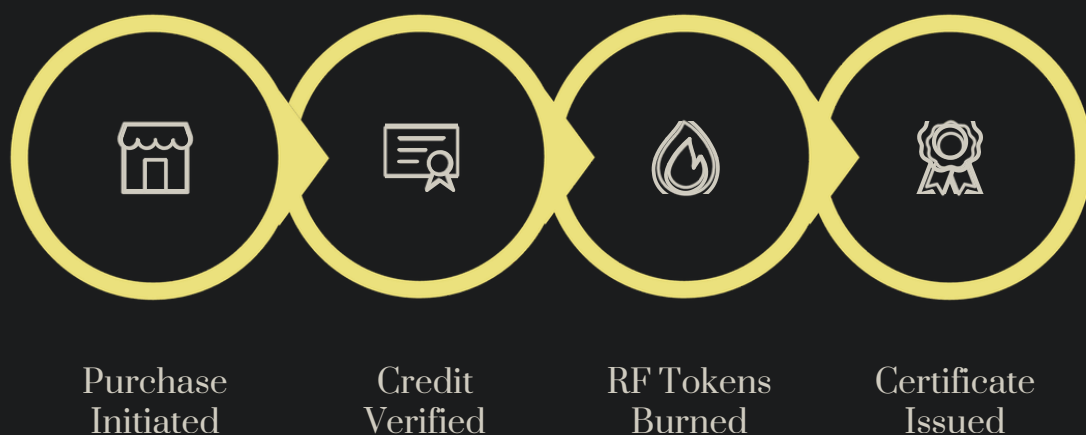 Purchase
Initiated
Credit
Verified
RF Tokens
Burned
Certificate
Issued